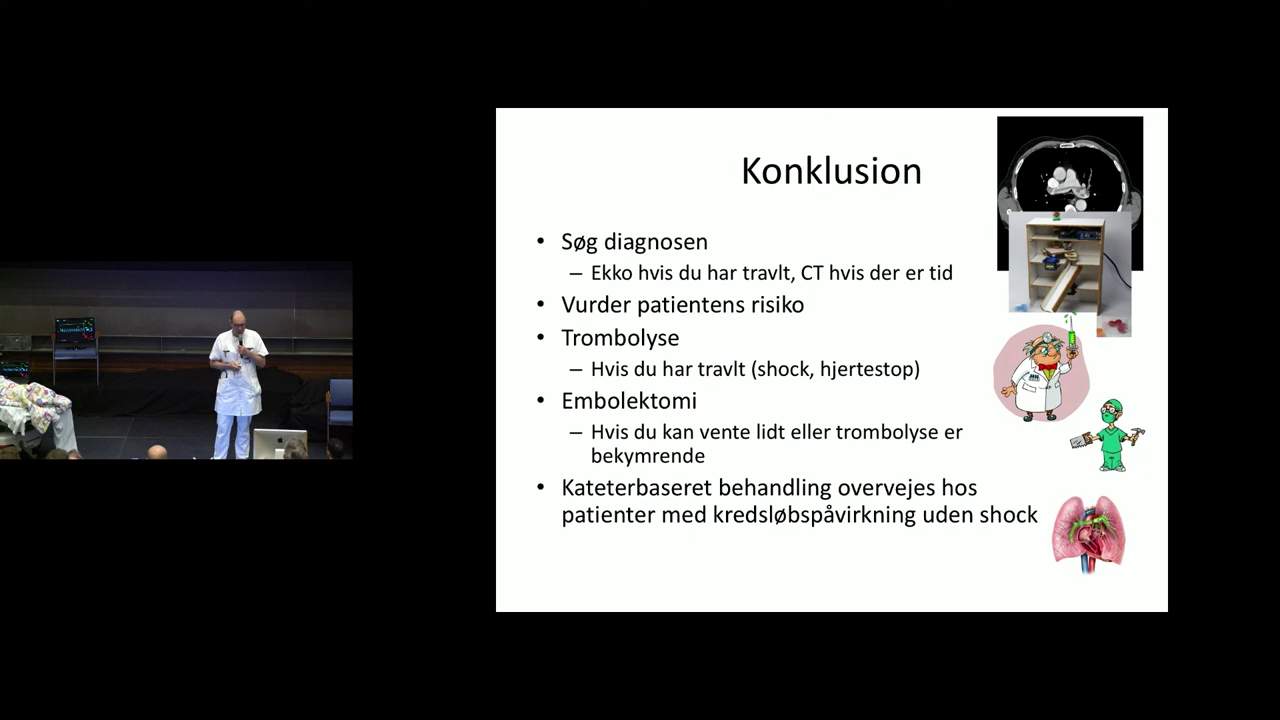 Konklusion
• Søg diagnosen
– Ekko hvis du har travlt, CT hvis der er tid
• Vurder patientens risiko
• Trombolyse
– Hvis du har travlt (shock, hjertestop)
• Embolektomi
– Hvis du kan vente lidt eller trombolyse er
bekymrende
• Kateterbaseret behandling overvejes hos
patienter med kredsløbspåvirkning uden shock